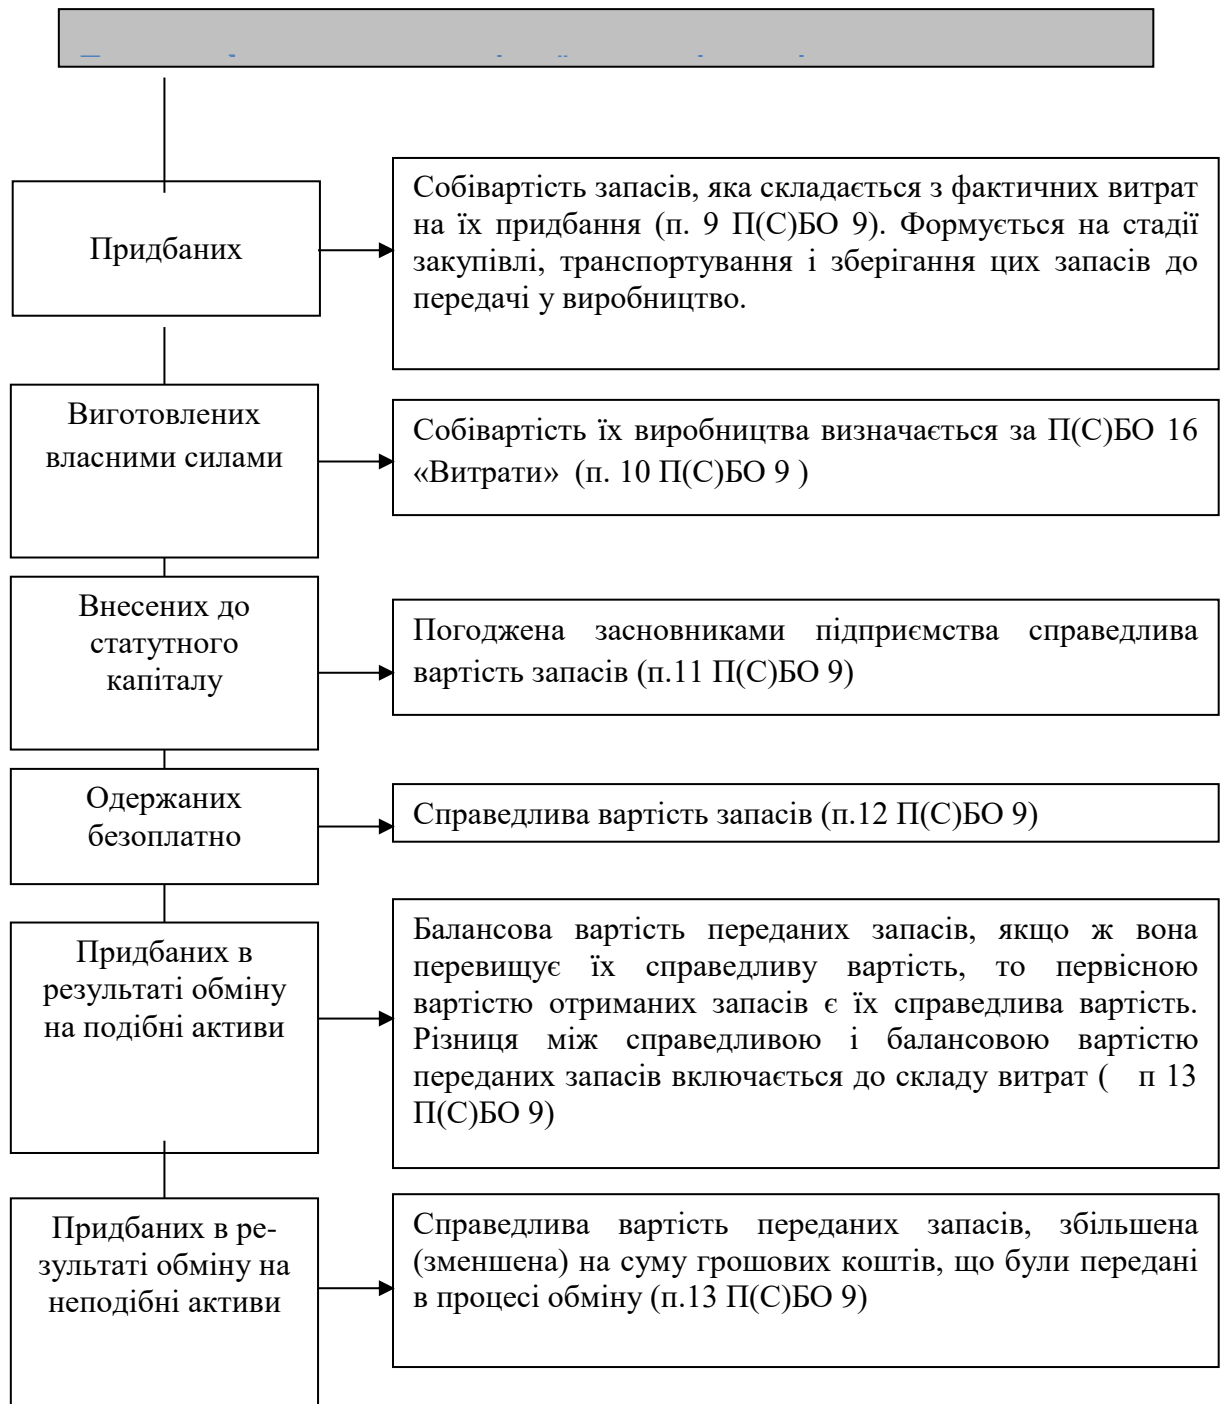 Придбаних
Собівартість запасів, яка складається з фактичних витрат
на їх придбання (п. 9 П(С)БО 9). Формується на стадії
закупівлі, транспортування і зберігання цих запасів до
передачі у виробництво.
Виготовлених
власними силами
Собівартість їх виробництва визначається за П(С)БО 16
«Витрати» (п. 10 П(С)БО 9 )
Внесених до
статутного
капіталу
Погоджена засновниками підприємства справедлива
вартість запасів (п.11 П(С)БО 9)
Одержаних
безоплатно
Справедлива вартість запасів (п.12 П(С)БО 9)
Придбаних в
результаті обміну
на подібні активи
Балансова вартість переданих запасів, якщо ж вона
перевищує їх справедливу вартість, то первісною
вартістю отриманих запасів є їх справедлива вартість.
Різниця між справедливою і балансовою вартістю
переданих запасів включається до складу витрат ( п 13
П(С)БО 9)
Придбаних в ре-
зультаті обміну на
неподібні активи
Справедлива вартість переданих запасів, збільшена
(зменшена) на суму грошових коштів, що були передані
в процесі обміну (п.13 П(С)БО 9)